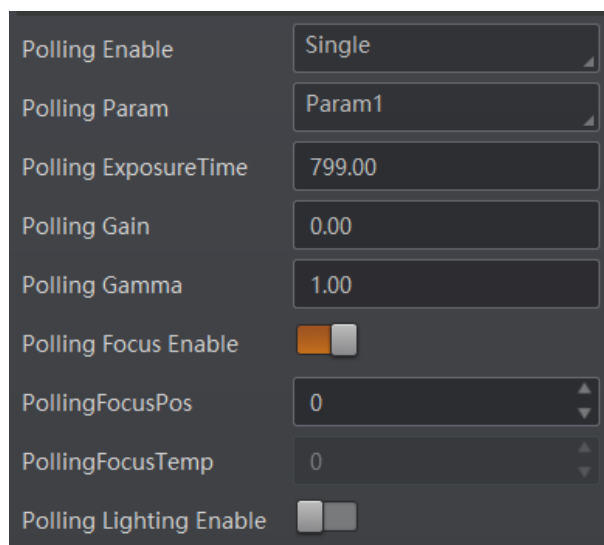 Polling Enable Single
Polling Param Param1
Polling ExposureTime 799.00
Polling Gain 0.00
Polling Gamma 1.00
Polling Focus Enable
PollingFocusPos 0
PollingFocusTemp 0
Polling Lighting Enable